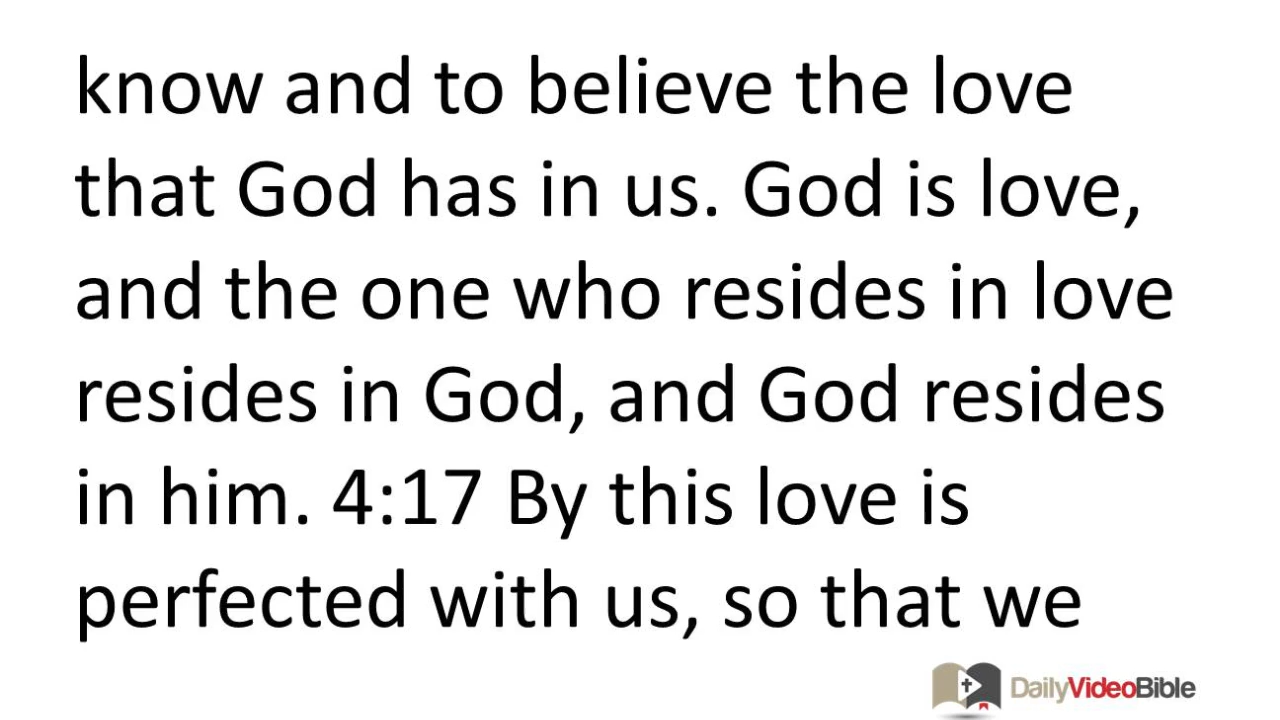 know and to believe the love
that God has in us. God is love,
and the one who resides in love
resides in God, and God resides
in him. 4:17 By this love is
perfected with us, so that we
DailyVideoBible